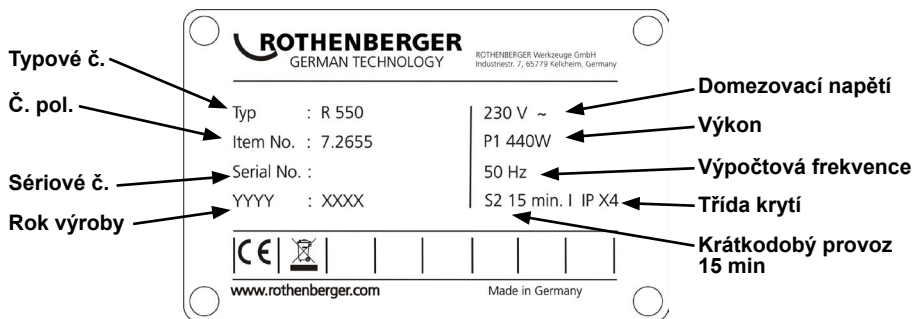 ROTHENBERGER
GERMAN TECHNOLOGY
ROTHENBERGER Werkzeuge GmbH
Industriestr. 7, 65779 Kelkheim, Germany
Typové č.
Č. pol.
Sériové č.
Rok výroby
Typ : R 550
Item No. : 7.2655
Serial No. :
YYYY : XXXX
230 V ~
P1 440W
50 Hz
S2 15 min. I IP X4
Domezovací napětí
Výkon
Výpočtová frekvence
Třída krytí
Krátkodobý provoz
15 min
CE
www.rothenberger.com
Made in Germany